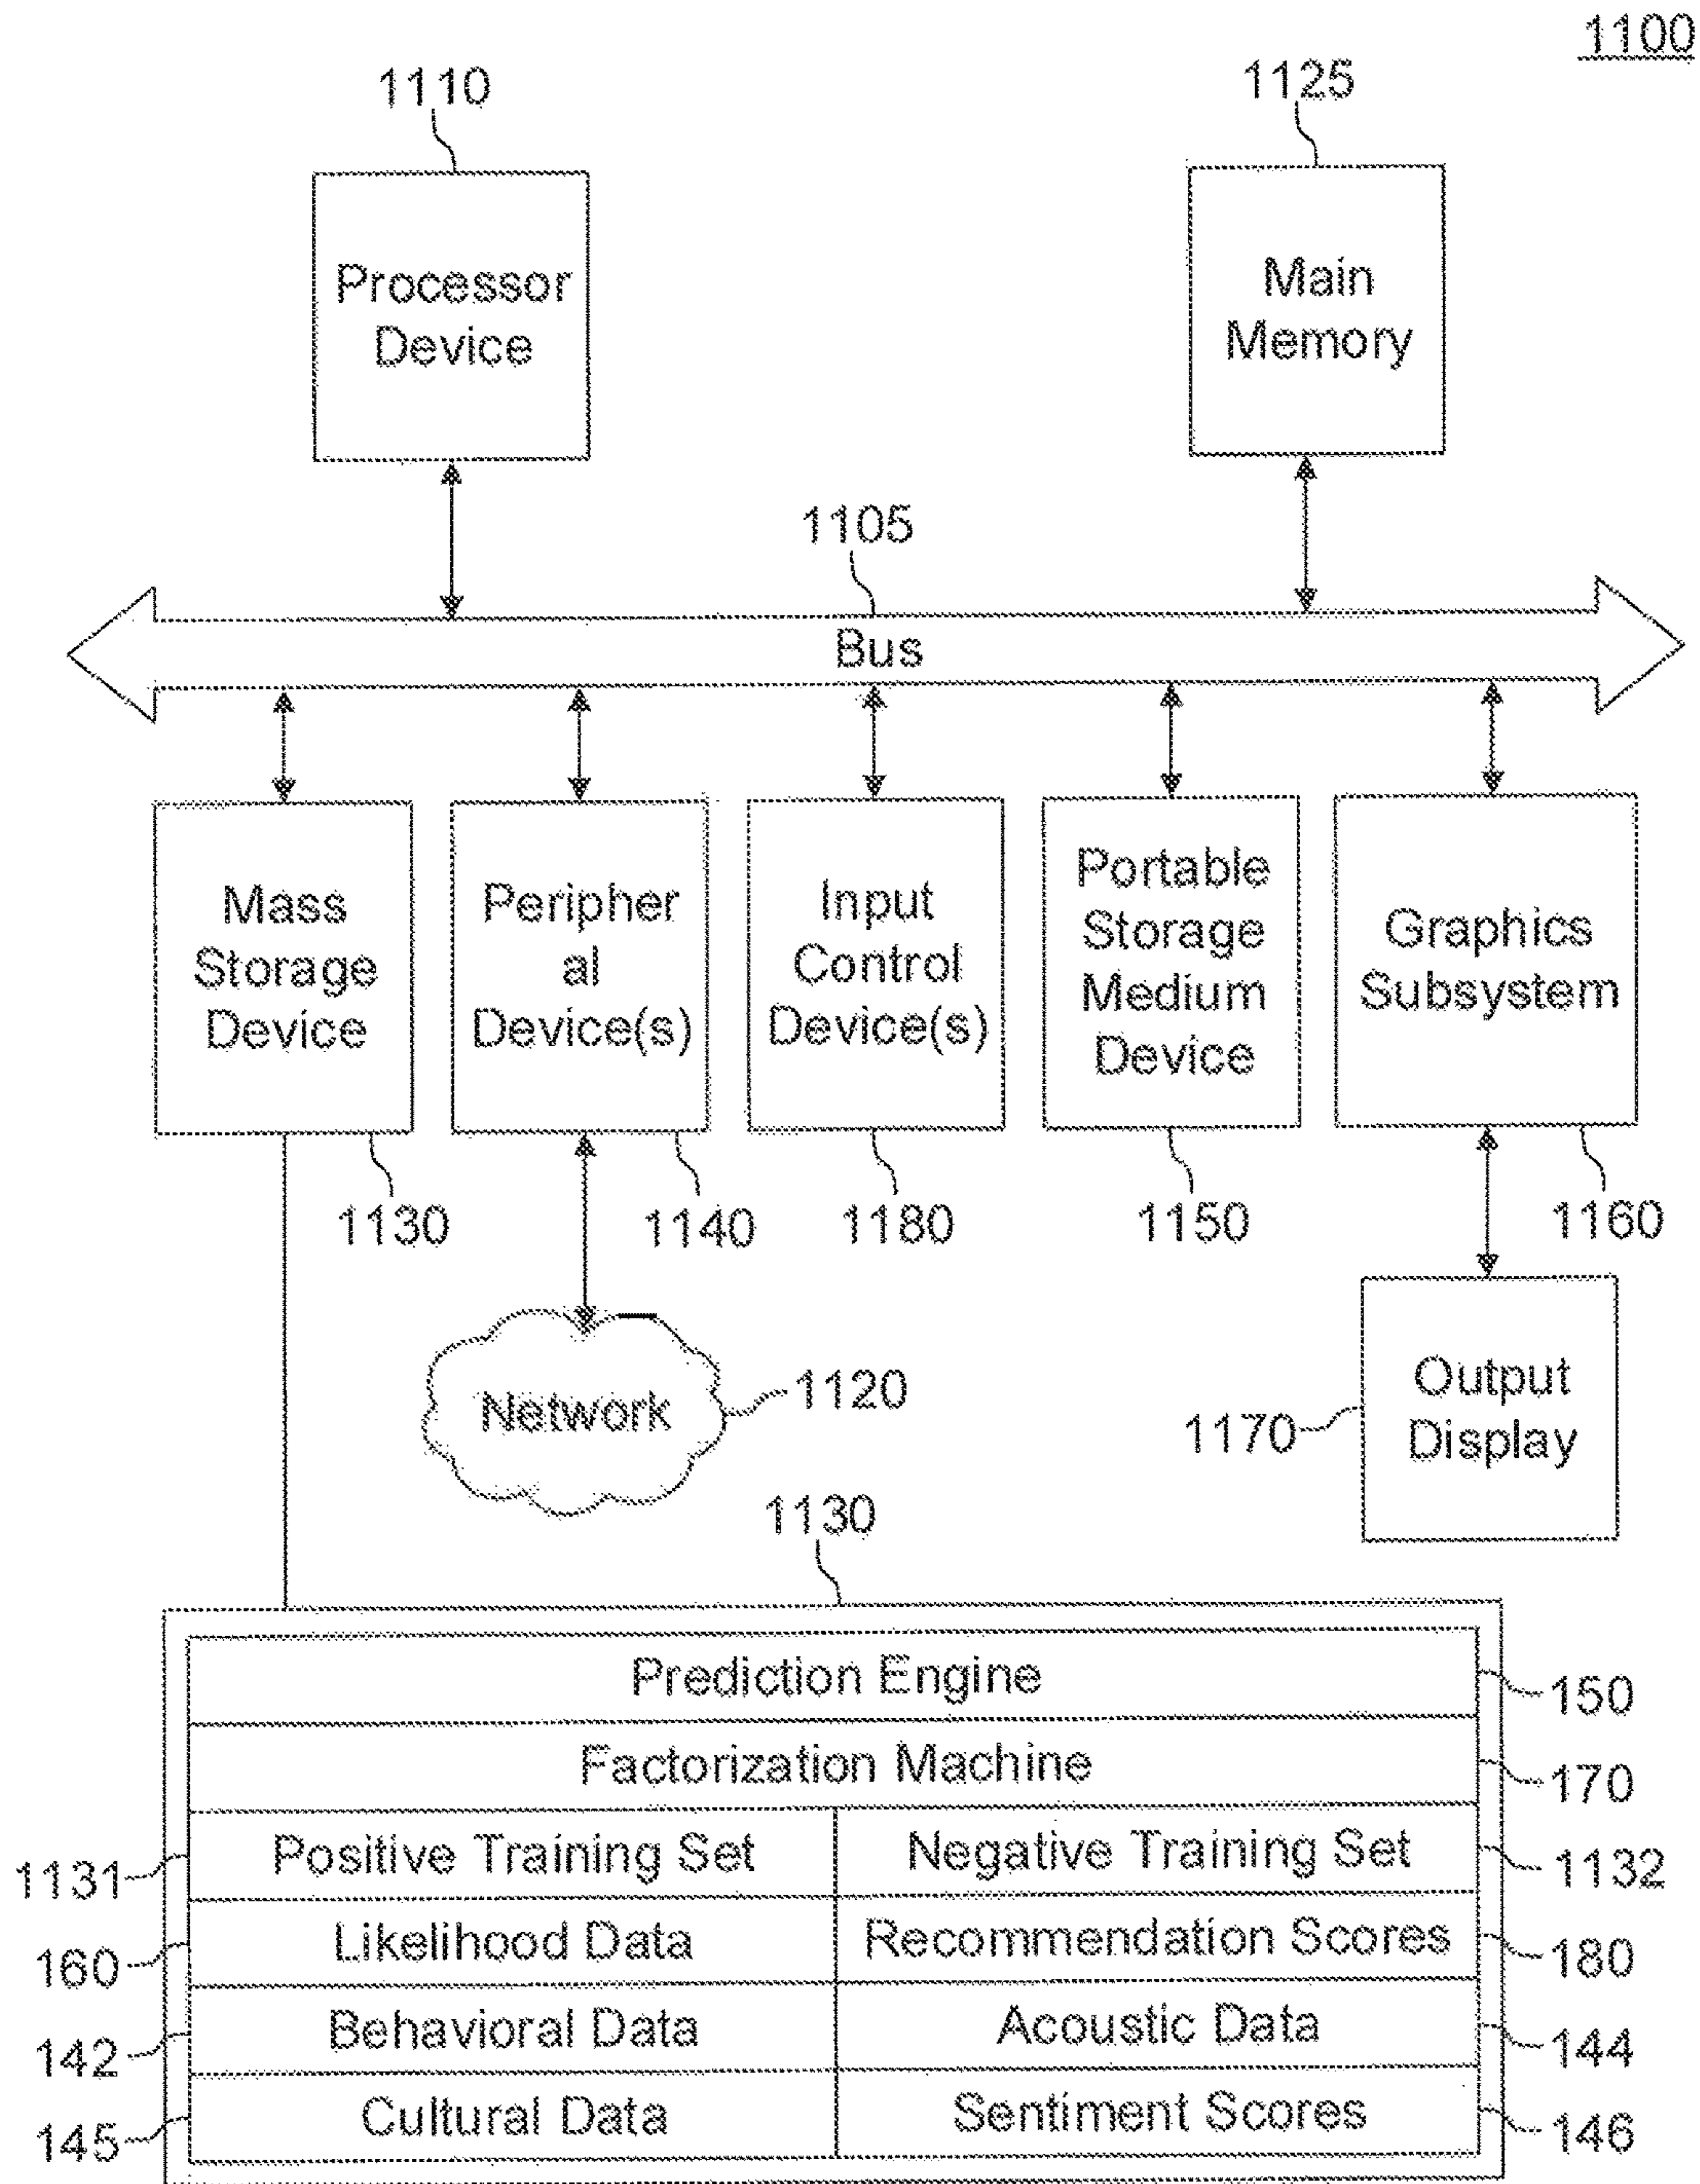 1100
1110
1125
Processor
Device
Main
Memory
1105
Bus
Mass
Storage
Device
Peripher
al
Device(s)
Input
Control
Device(s)
Portable
Storage
Medium
Device
Graphics
Subsystem
1130
1140
1180
1150
1160
Network
1120
Output
Display
1170
1130
Prediction Engine
150
Factorization Machine
170
1131
Positive Training Set
Negative Training Set
1132
160
Likelihood Data
Recommendation Scores
180
142
Behavioral Data
Acoustic Data
144
145
Cultural Data
Sentiment Scores
146